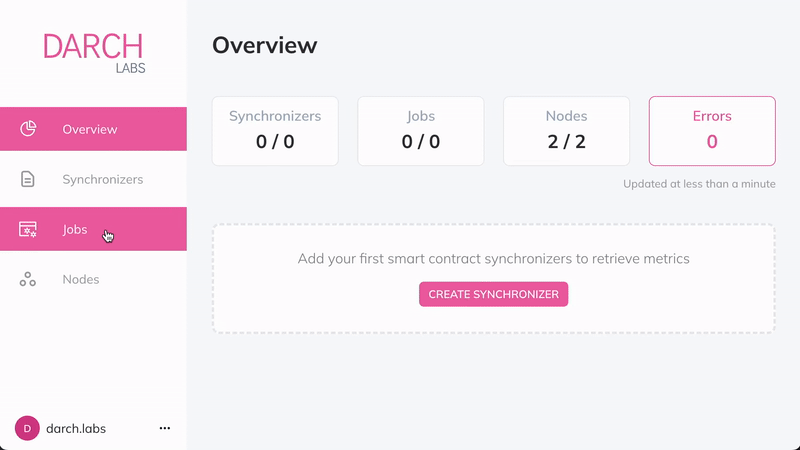 DARCH
LABS
Overview
Synchronizers
Jobs
Nodes
D
darch.labs
Overview
Synchronizers
0 / 0
Jobs
0 / 0
Nodes
2 / 2
Errors
0
Updated at less than a minute
Add your first smart contract synchronizers to retrieve metrics
CREATE SYNCHRONIZER